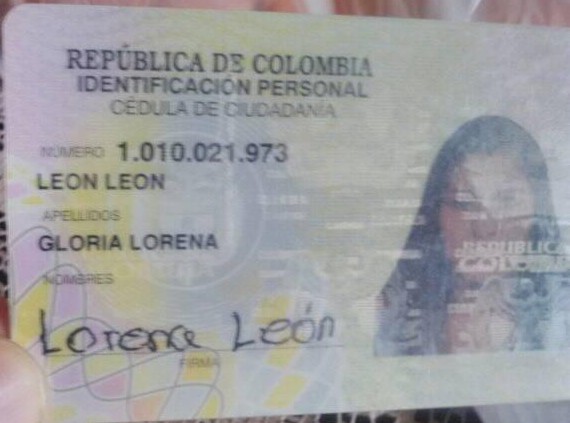 REPÚBLICA DE COLOMBIA
IDENTIFICACIÓN PERSONAL
CÉDULA DE CIUDADANÍA
NÚMERO 1.010.021.973
LEON LEON
APELLIDOS
GLORIA LORENA
NOMBRES
Lorena León
FIRMA
REPUBLICA
COLOMBIA